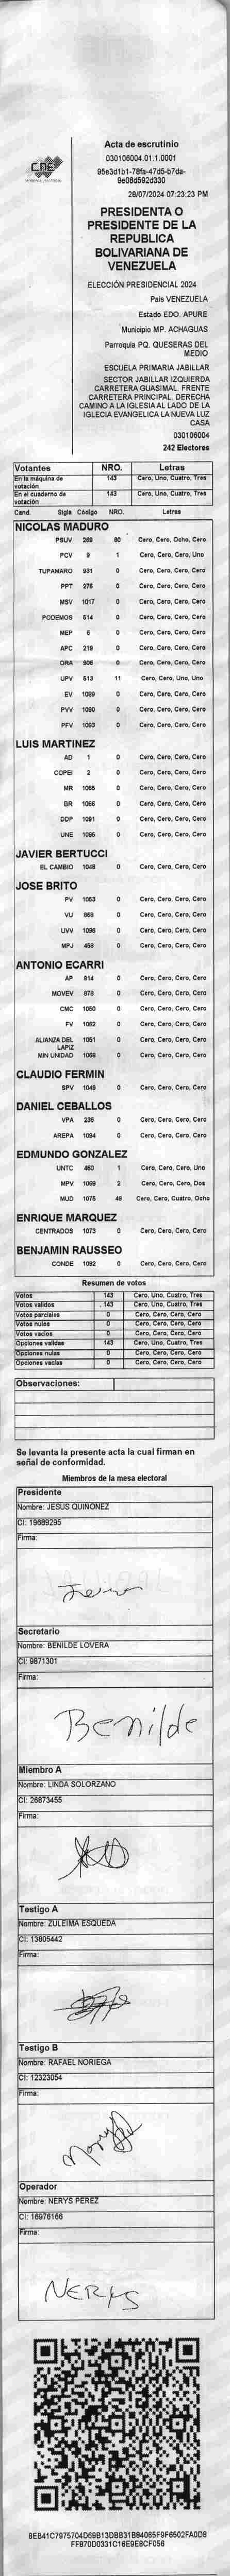 CNE
Acta de escrutinio
030106004.01.1.0001
95e3d1b1-78fa-47d5-b7da-
9e08d592d330
28/07/2024 07:23:23 PM
PRESIDENTA O
PRESIDENTE DE LA
REPUBLICA
BOLIVARIANA DE
VENEZUELA
ELECCIÓN PRESIDENCIAL 2024
País VENEZUELA
Estado EDO. APURE
Municipio MP. ACHAGUAS
Parroquia PQ. QUESERAS DEL
MEDIO
ESCUELA PRIMARIA JABILLAR
SECTOR JABILLAR IZQUIERDA
CARRETERA GUASIMAL. FRENTE
CARRETERA PRINCIPAL. DERECHA
CAMINO A LA IGLESIA AL LADO DE LA
IGLECIA EVANGELICA LA NUEVA LUZ
CASA
030106004
242 Electores
Votantes NRO. Letras
En la máquina de votación 143 Cero, Uno, Cuatro, Tres
En el cuaderno de votación 143 Cero, Uno, Cuatro, Tres
Cand. Sigla Código NRO. Letras
NICOLAS MADURO
PSUV 269 80 Cero, Cero, Ocho, Cero
PCV 9 1 Cero, Cero, Cero, Uno
TUPAMARO 931 0 Cero, Cero, Cero, Cero
PPT 276 0 Cero, Cero, Cero, Cero
MSV 1017 0 Cero, Cero, Cero, Cero
PODEMOS 514 0 Cero, Cero, Cero, Cero
MEP 6 0 Cero, Cero, Cero, Cero
APC 219 0 Cero, Cero, Cero, Cero
ORA 906 0 Cero, Cero, Cero, Cero
UPV 513 11 Cero, Cero, Uno, Uno
EV 1089 0 Cero, Cero, Cero, Cero
PVV 1090 0 Cero, Cero, Cero, Cero
PFV 1093 0 Cero, Cero, Cero, Cero
LUIS MARTINEZ
AD 1 0 Cero, Cero, Cero, Cero
COPEI 2 0 Cero, Cero, Cero, Cero
MR 1065 0 Cero, Cero, Cero, Cero
BR 1066 0 Cero, Cero, Cero, Cero
DDP 1091 0 Cero, Cero, Cero, Cero
UNE 1095 0 Cero, Cero, Cero, Cero
JAVIER BERTUCCI
EL CAMBIO 1048 0 Cero, Cero, Cero, Cero
JOSE BRITO
PV 1053 0 Cero, Cero, Cero, Cero
VU 868 0 Cero, Cero, Cero, Cero
UVV 1096 0 Cero, Cero, Cero, Cero
MPJ 458 0 Cero, Cero, Cero, Cero
ANTONIO ECARRI
AP 814 0 Cero, Cero, Cero, Cero
MOVEV 878 0 Cero, Cero, Cero, Cero
CMC 1050 0 Cero, Cero, Cero, Cero
FV 1052 0 Cero, Cero, Cero, Cero
ALIANZA DEL 1051 0 Cero, Cero, Cero, Cero
LAPIZ
MIN UNIDAD 1068 0 Cero, Cero, Cero, Cero
CLAUDIO FERMIN
SPV 1049 0 Cero, Cero, Cero, Cero
DANIEL CEBALLOS
VPA 236 0 Cero, Cero, Cero, Cero
AREPA 1094 0 Cero, Cero, Cero, Cero
EDMUNDO GONZALEZ
UNTC 460 1 Cero, Cero, Cero, Uno
MPV 1069 2 Cero, Cero, Cero, Dos
MUD 1075 48 Cero, Cero, Cuatro, Ocho
ENRIQUE MARQUEZ
CENTRADOS 1073 0 Cero, Cero, Cero, Cero
BENJAMIN RAUSSEO
CONDE 1092 0 Cero, Cero, Cero, Cero
Resumen de votos
Votos 143 Cero, Uno, Cuatro, Tres
Votos validos 143 Cero, Uno, Cuatro, Tres
Votos parciales 0 Cero, Cero, Cero, Cero
Votos nulos 0 Cero, Cero, Cero, Cero
Votos vacíos 0 Cero, Cero, Cero, Cero
Opciones validas 143 Cero, Uno, Cuatro, Tres
Opciones nulas 0 Cero, Cero, Cero, Cero
Opciones vacías 0 Cero, Cero, Cero, Cero
Observaciones:
Se levanta la presente acta la cual firman en
señal de conformidad.
Miembros de la mesa electoral
Presidente
Nombre: JESUS QUINONEZ
CI: 19689295
Firma:
Secretario
Nombre: BENILDE LOVERA
CI: 9871301
Firma:
Benilde
Miembro A
Nombre: LINDA SOLORZANO
CI: 26873455
Firma:
Testigo A
Nombre: ZULEIMA ESQUEDA
CI: 13805442
Firma:
Testigo B
Nombre: RAFAEL NORIEGA
CI: 12323054
Firma:
Operador
Nombre: NERYS PEREZ
CI: 16976166
Firma:
NERYS
8EB41C7975704D69B13DBB31B84065F9F6502FA0D8
FF870D0331C16E9E8CF056